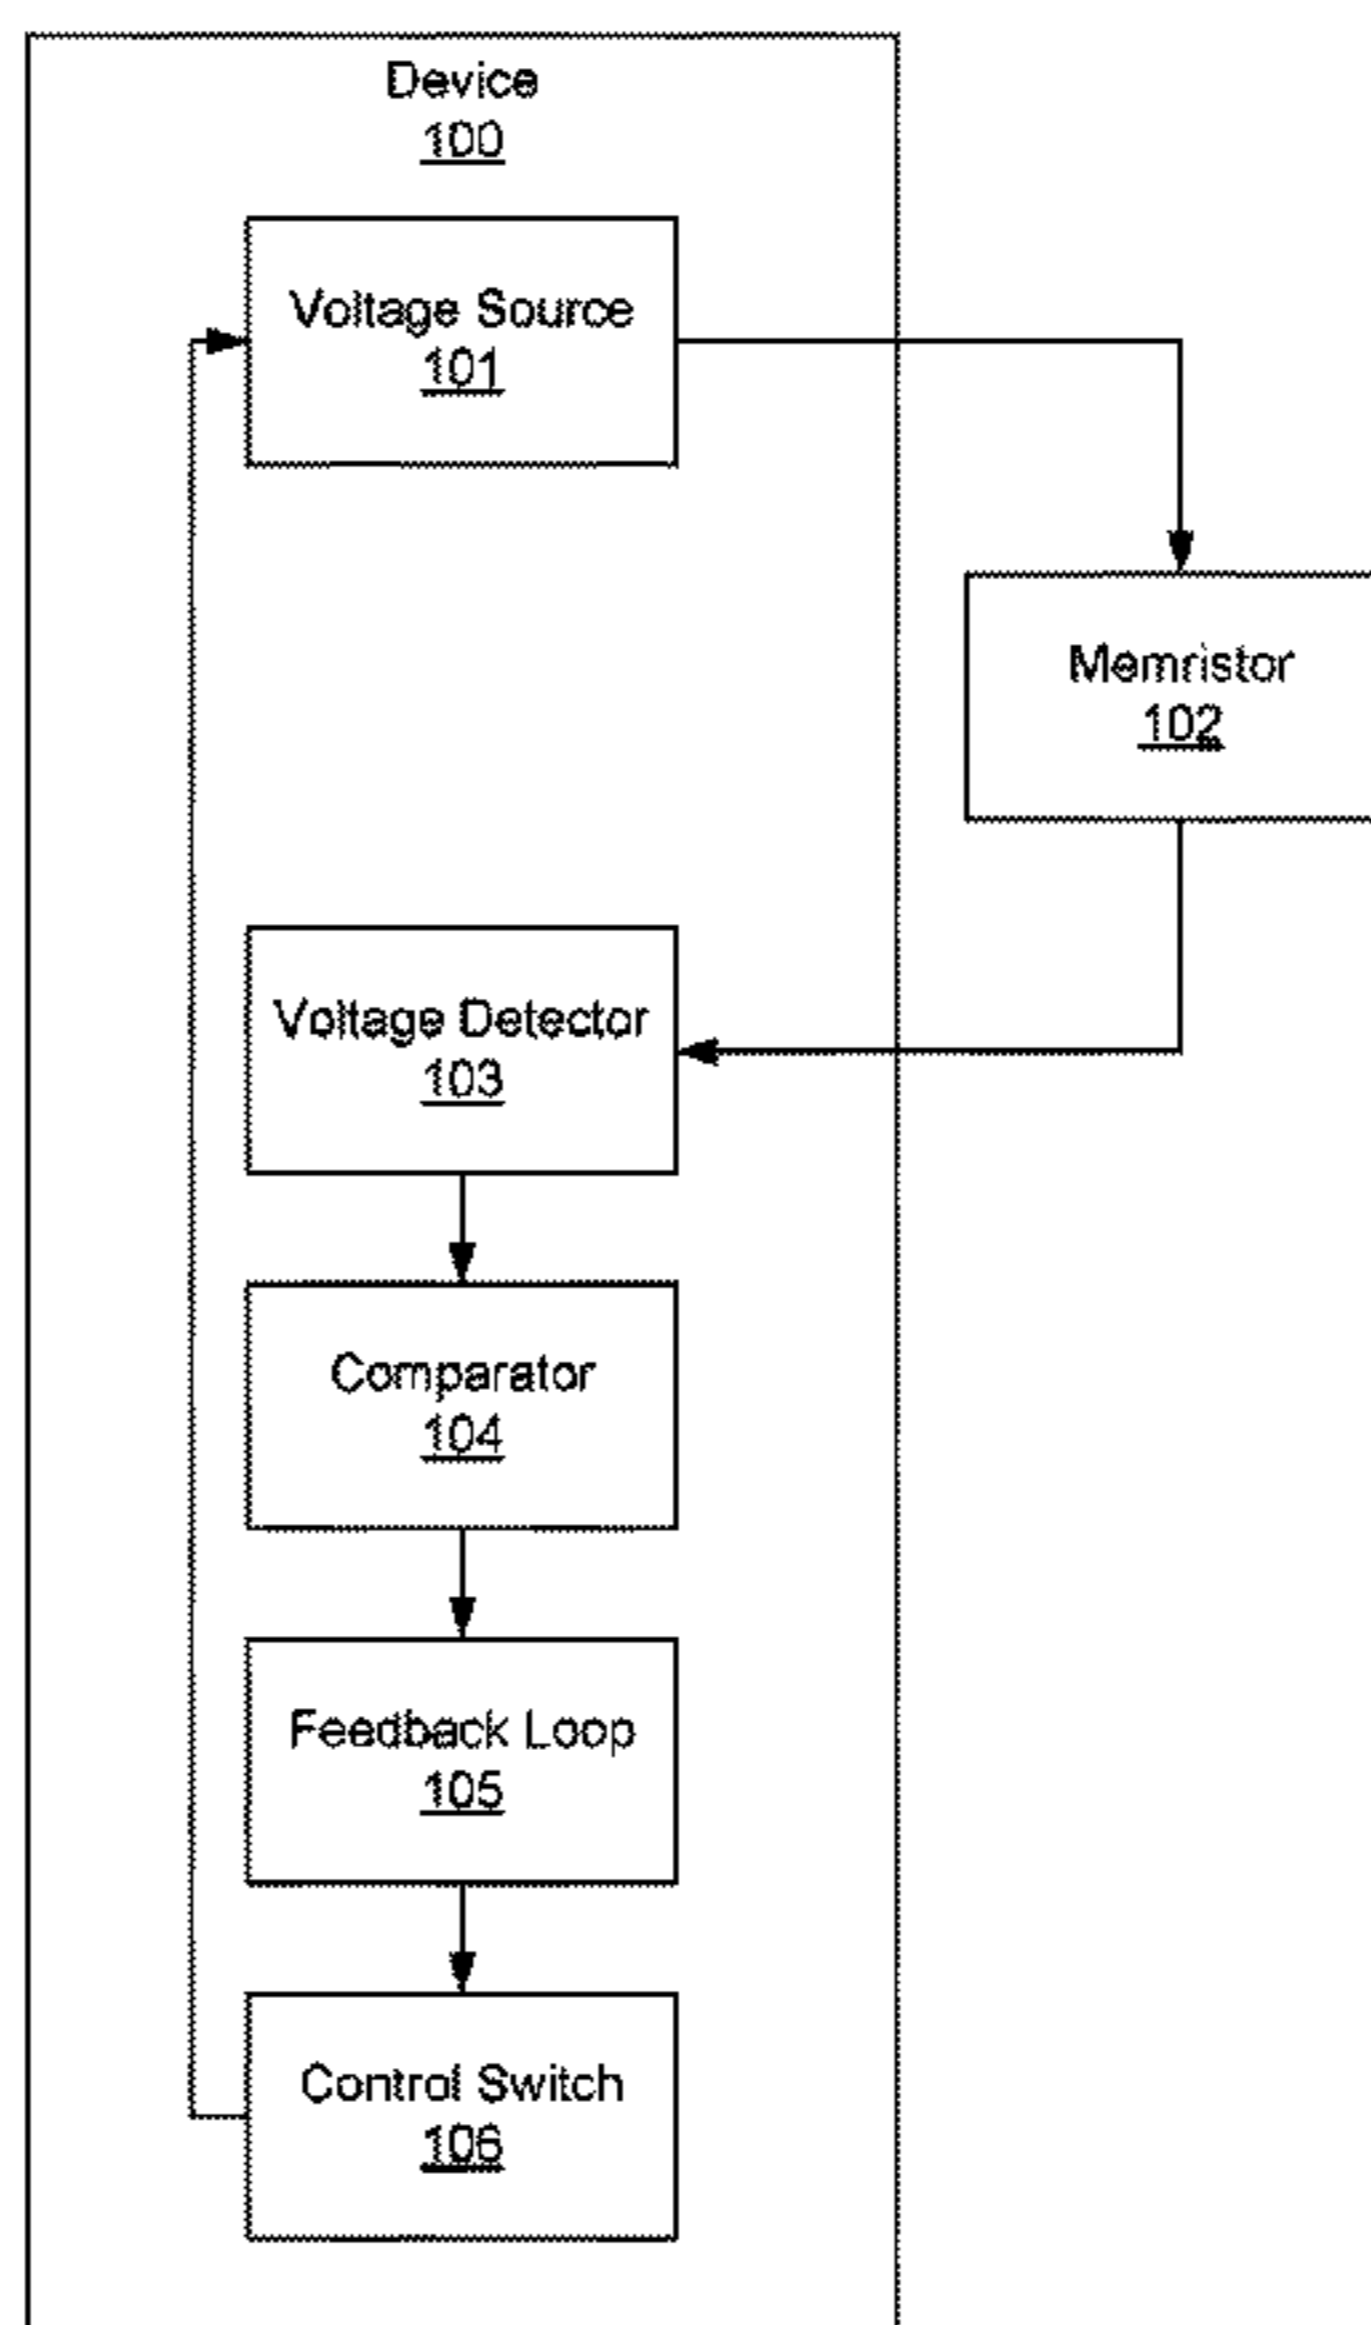 Device
100
Voltage Source
101
Memristor
102
Voltage Detector
103
Comparator
104
Feedback Loop
105
Control Switch
106